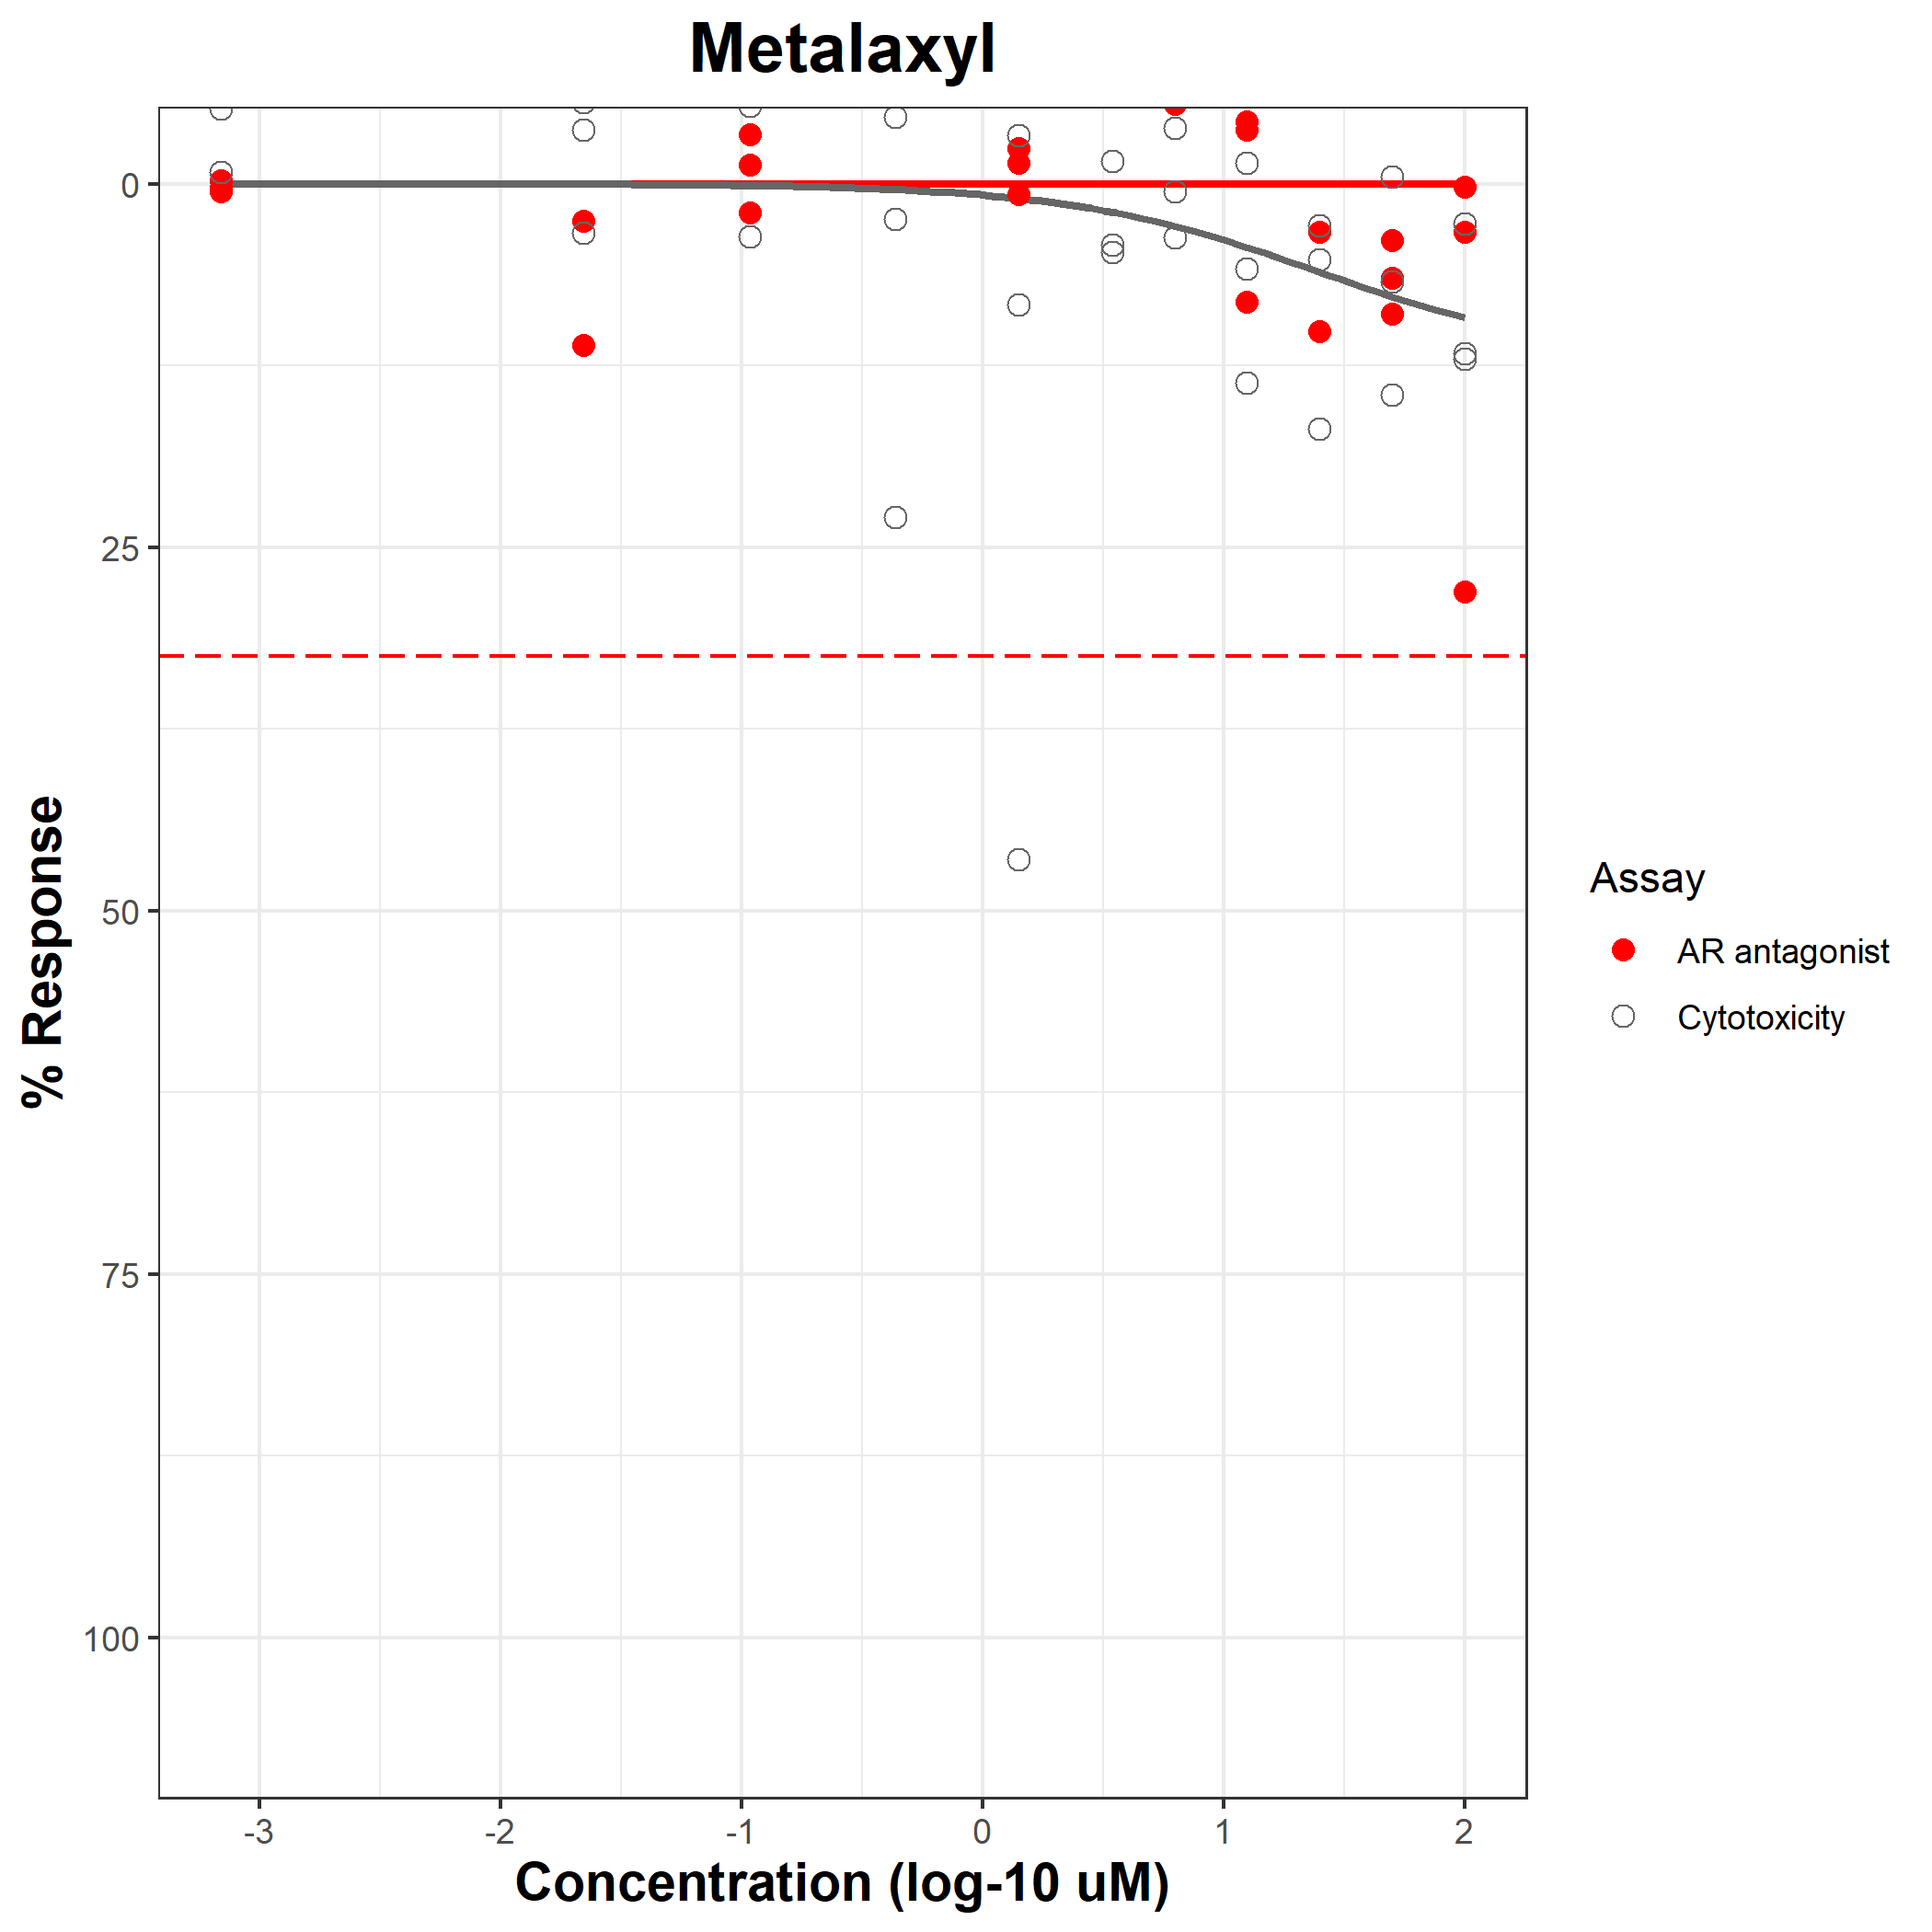 Metalaxyl
% Response
0
25
50
75
100
-3 -2 -1 0 1 2
Concentration (log-10 uM)
Assay
AR antagonist
Cytotoxicity